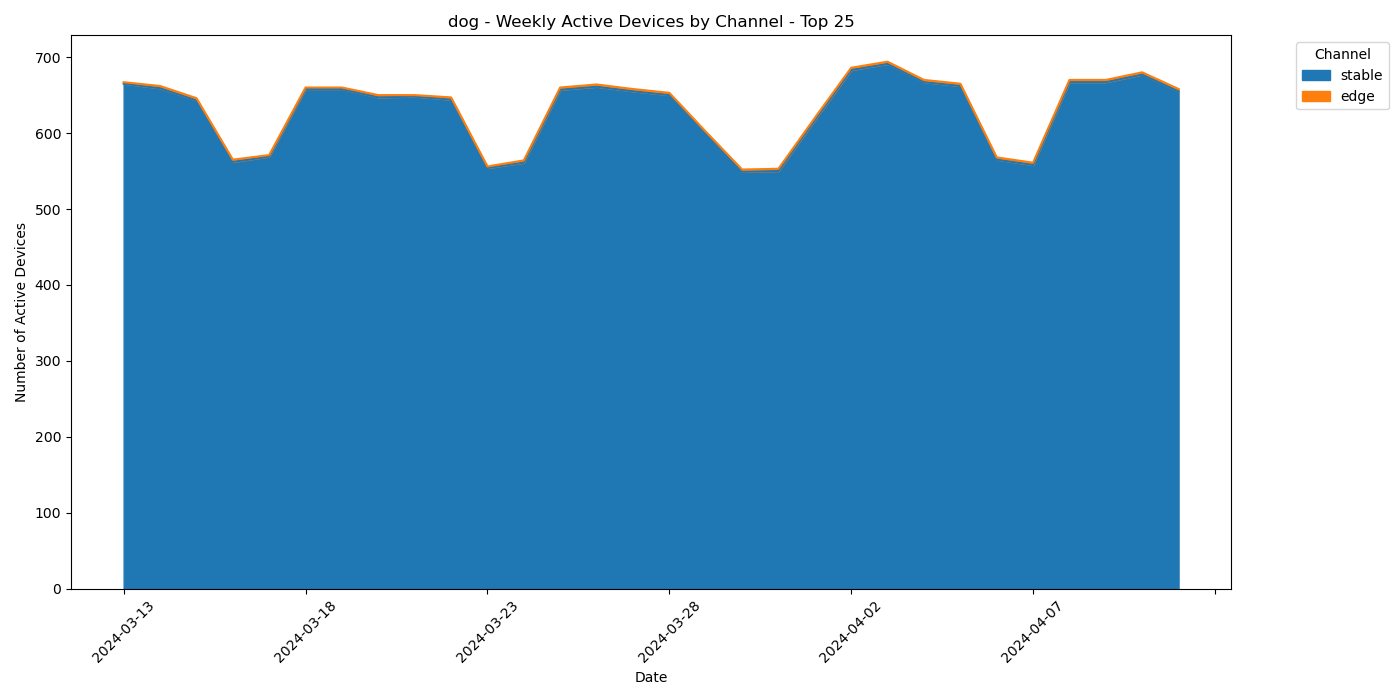 dog - Weekly Active Devices by Channel - Top 25
Channel
stable
edge
Number of Active Devices
700
600
500
400
300
200
100
0
2024-03-13
2024-03-18
2024-03-23
2024-03-28
2024-04-02
2024-04-07
Date